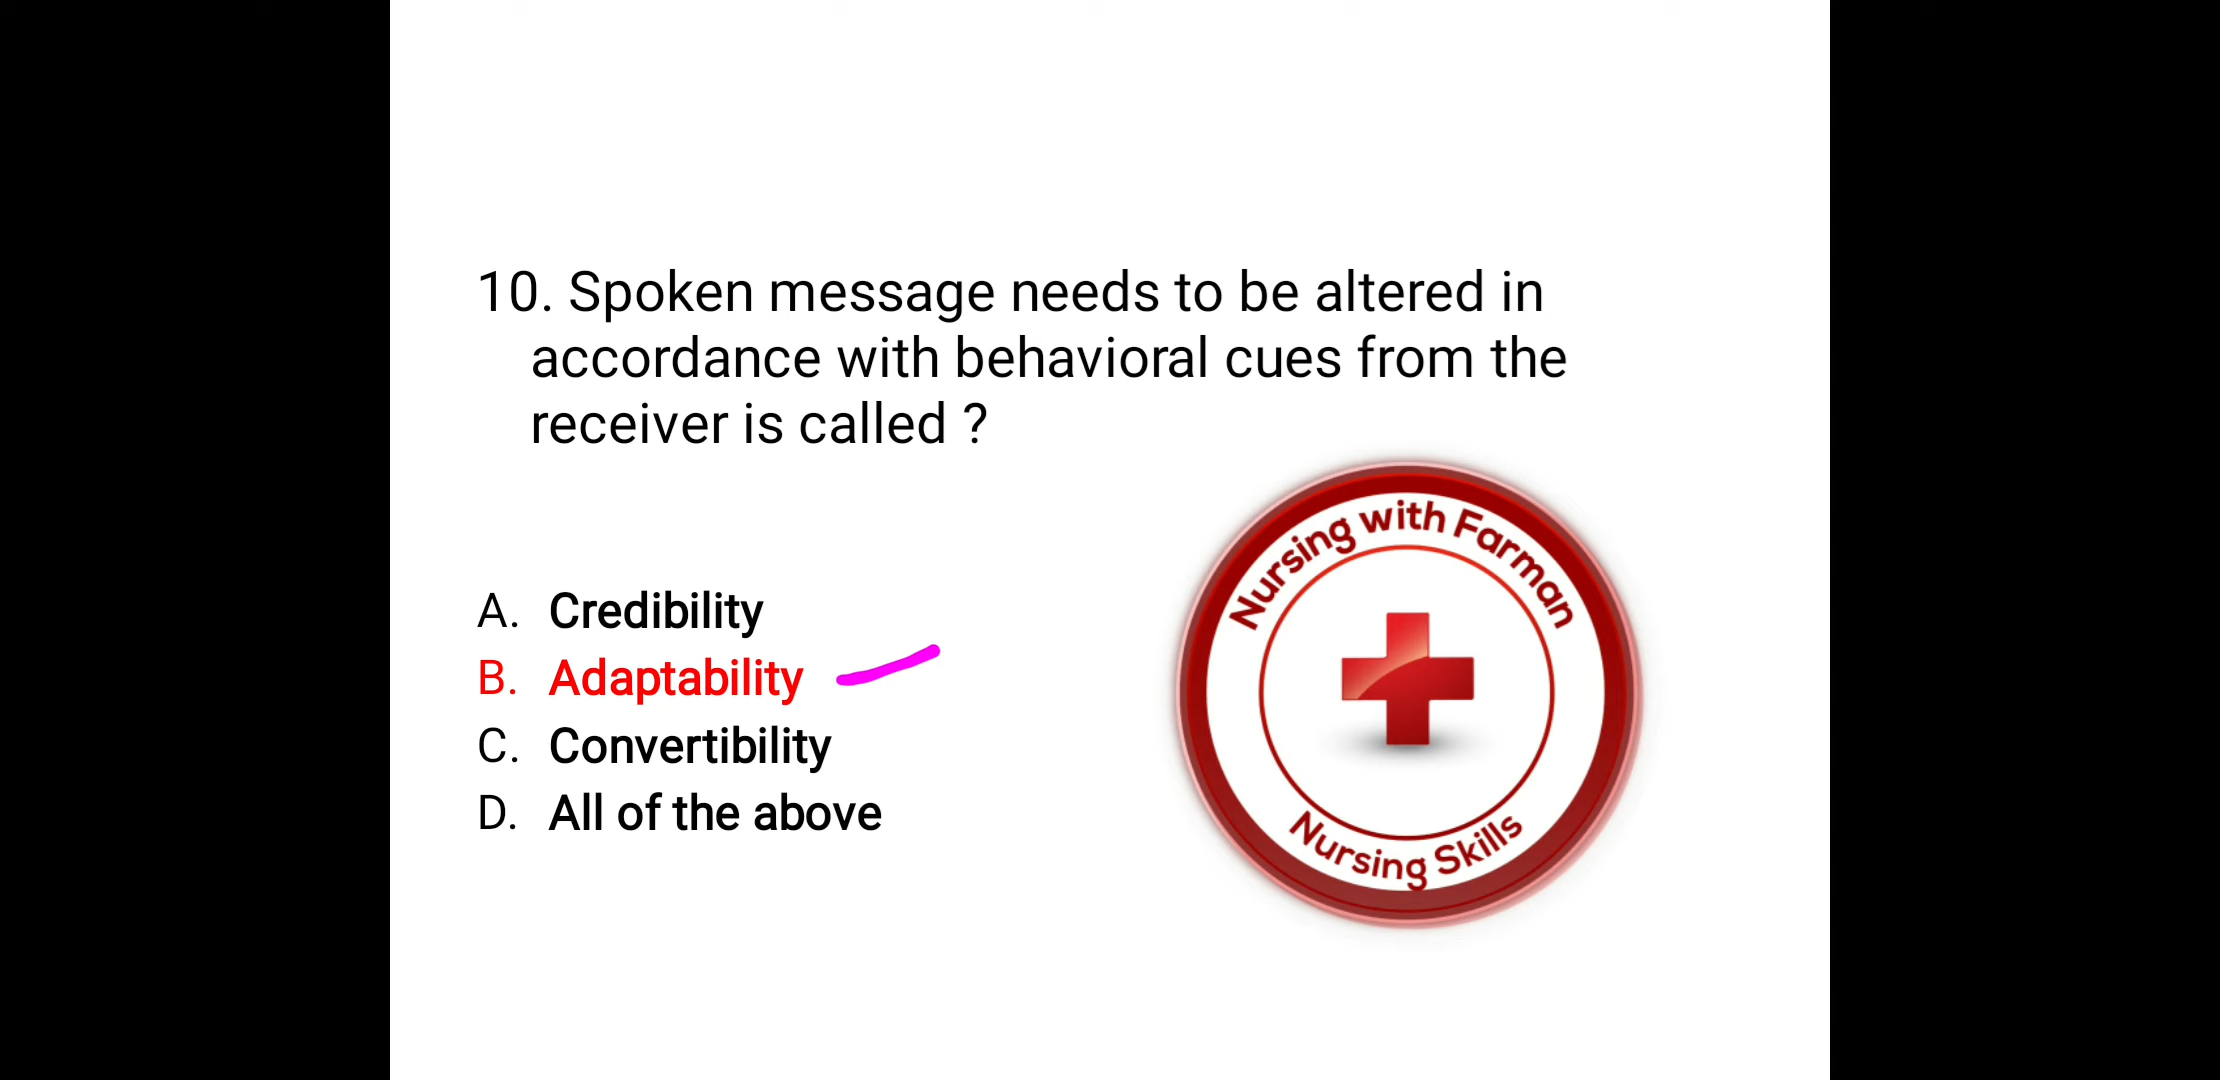 10. Spoken message needs to be altered in
accordance with behavioral cues from the
receiver is called ?
Nursing with Farman
A. Credibility
B. Adaptability
C. Convertibility
D. All of the above
Nursing Skills